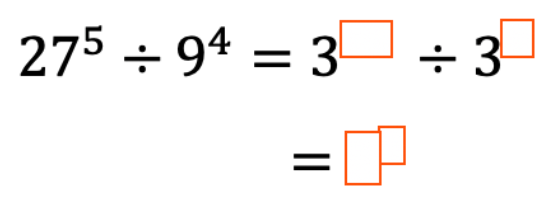 27⁵ ÷ 9⁴ = 3□ ÷ 3□
= □□